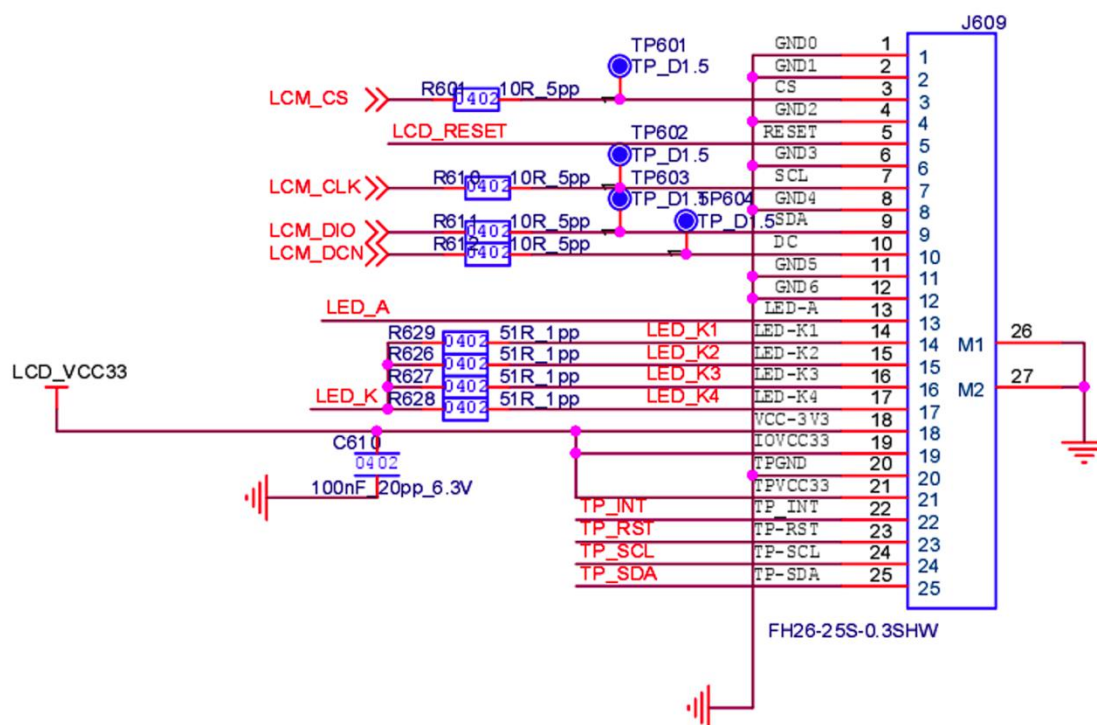 J609
GND0 1 1
GND1 2 2
TP601
TP_D1.5
LCM_CS R601 0402 10R_5pp 1 CS 3 3
GND2 4 4
LCD_RESET RESET 5 5
TP602
TP_D1.5
GND3 6 6
LCM_CLK R610 0402 10R_5pp 1 SCL 7 7
TP603
TP_D1.5
TP604
TP_D1.5
GND4 8 8
LCM_DIO R611 0402 10R_5pp 1 SDA 9 9
LCM_DCN R612 0402 10R_5pp 1 DC 10 10
GND5 11 11
GND6 12 12
LED_A LED-A 13 13
R629 0402 51R_1pp LED_K1 LED-K1 14 14
M1 26
R626 0402 51R_1pp LED_K2 LED-K2 15 15
R627 0402 51R_1pp LED_K3 LED-K3 16 16
M2 27
LED_K R628 0402 51R_1pp LED_K4 LED-K4 17 17
LCD_VCC33
VCC-3V3 18 18
IOVCC33 19 19
C610
0402
100nF_20pp_6.3V
TPGND 20 20
TPVCC33 21 21
TP_INT TP_INT 22 22
TP_RST TP-RST 23 23
TP_SCL TP-SCL 24 24
TP_SDA TP-SDA 25 25
FH26-25S-0.3SHW